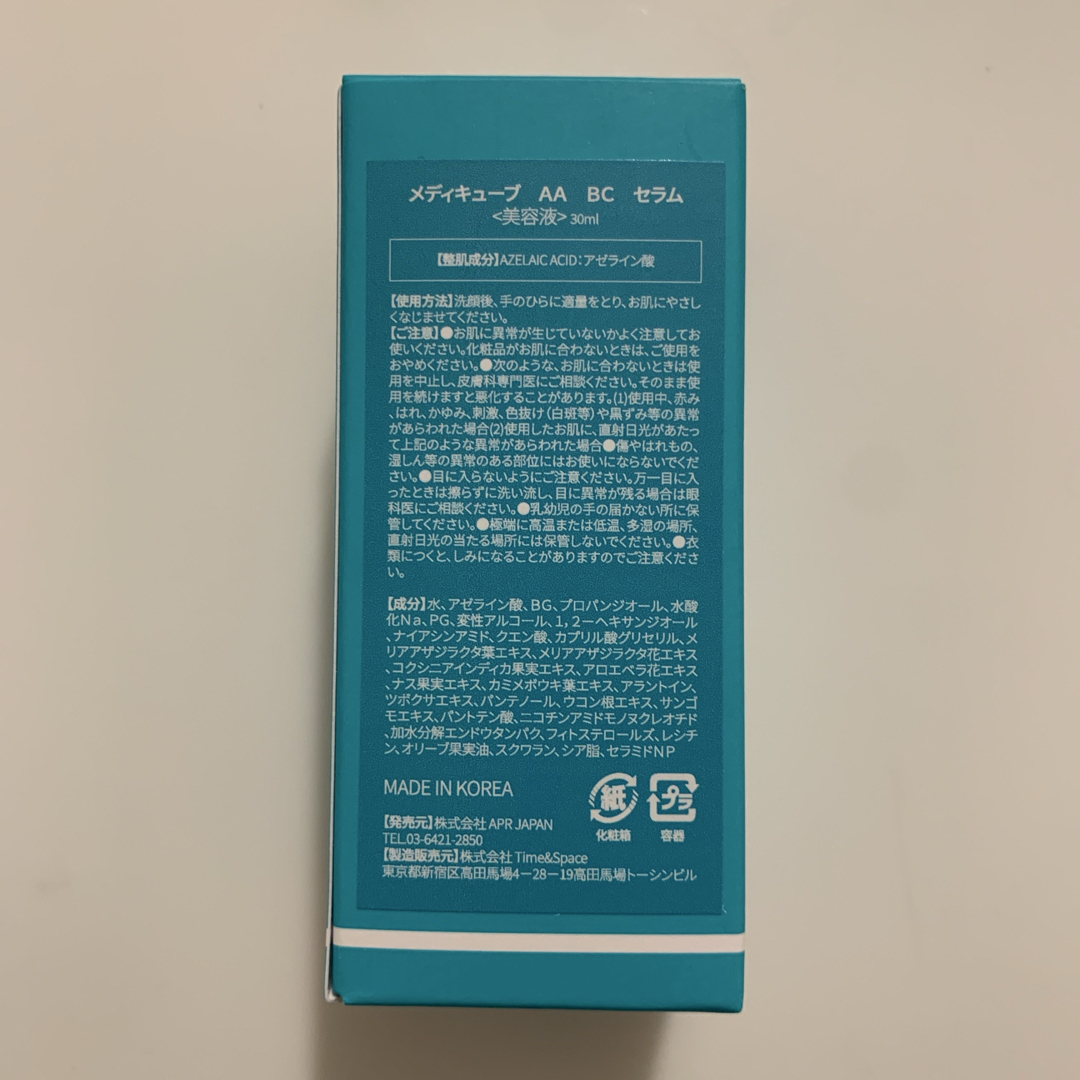 メディキューブ　AA　BC　セラム
<美容液> 30ml
【整肌成分】AZELAIC ACID：アゼライン酸
【使用方法】洗顔後、手のひらに適量をとり、お肌にやさし
くなじませてください。
【ご注意】●お肌に異常が生じていないかよく注意してお
使いください。化粧品がお肌に合わないときは、ご使用を
おやめください。●次のような、お肌に合わないときは使
用を中止し、皮膚科専門医にご相談ください。そのまま使
用を続けますと悪化することがあります。(1)使用中、赤み
、はれ、かゆみ、刺激、色抜け（白斑等）や黒ずみ等の異常
があらわれた場合(2)使用したお肌に、直射日光があたっ
て上記のような異常があらわれた場合●傷やはれもの、
湿しん等の異常のある部位にはお使いにならないでくだ
さい。●目に入らないようにご注意ください。万一目に入
ったときは擦らずに洗い流し、目に異常が残る場合は眼
科医にご相談ください。●乳幼児の手の届かない所に保
管してください。●極端に高温または低温、多湿の場所、
直射日光の当たる場所には保管しないでください。●衣
類につくと、しみになることがありますのでご注意くださ
い。
【成分】水、アゼライン酸、BG、プロパンジオール、水酸
化Na、PG、変性アルコール、1，2－ヘキサンジオール
、ナイアシンアミド、クエン酸、カプリル酸グリセリル、メ
リアアザジラクタ葉エキス、メリアアザジラクタ花エキス
、コクシニアインディカ果実エキス、アロエベラ花エキス
、ナス果実エキス、カミメボウキ葉エキス、アラントイン、
ツボクサエキス、パンテノール、ウコン根エキス、サンゴ
モエキス、パントテン酸、ニコチンアミドモノヌクレオチド
、加水分解エンドウタンパク、フィトステロールズ、レシチ
ン、オリーブ果実油、スクワラン、シア脂、セラミドNP
MADE IN KOREA
紙
化粧箱
プラ
容器
【発売元】株式会社 APR JAPAN
TEL.03-6421-2850
【製造販売元】株式会社 Time&Space
東京都新宿区高田馬場4－28－19高田馬場トーシンビル